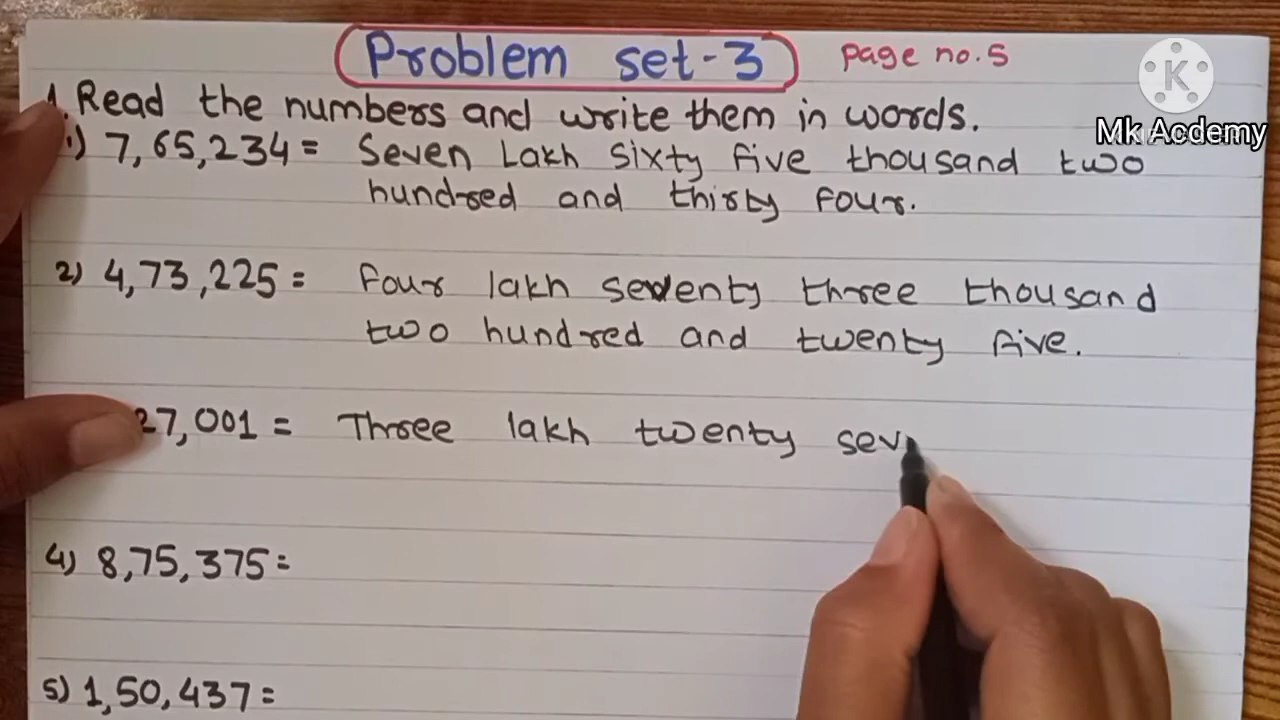 Problem set-3 page no.5
K
1. Read the numbers and write them in words.
Mk Acdemy
1) 7,65,234 = Seven Lakh sixty five thousand two
hundred and thirty four.
2) 4,73,225 = four lakh seventy three thousand
two hundred and twenty five.
27,001 = Three lakh twenty sev
4) 8,75,375 =
5) 1,50,437 =